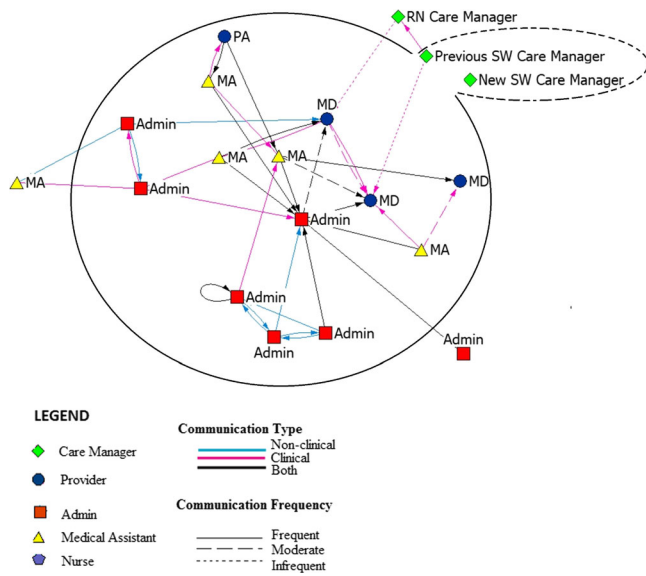 RN Care Manager
PA
Previous SW Care Manager
New SW Care Manager
MA
MD
Admin
MA
MA
MD
MA
Admin
MD
Admin
MA
Admin
Admin
Admin
Admin
LEGEND
Care Manager
Provider
Admin
Medical Assistant
Nurse
Communication Type
Non-clinical
Clinical
Both
Communication Frequency
Frequent
Moderate
Infrequent